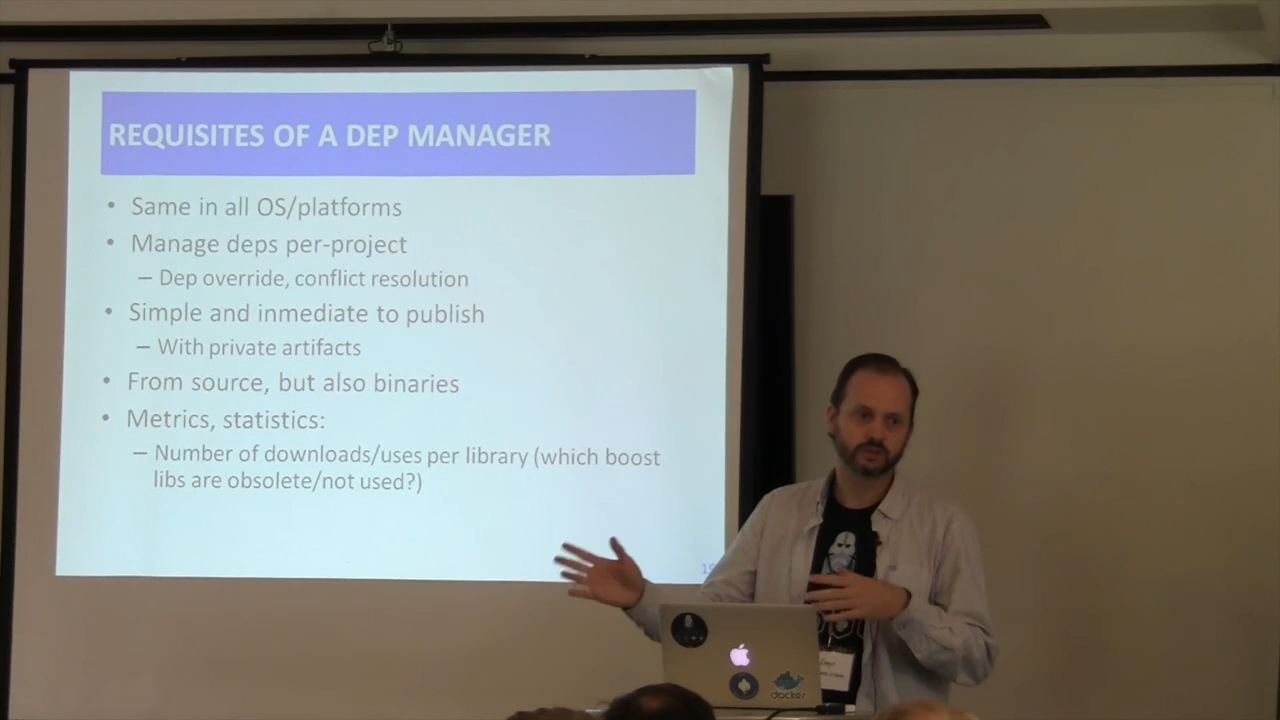 REQUISITES OF A DEP MANAGER
• Same in all OS/platforms
• Manage deps per-project
– Dep override, conflict resolution
• Simple and inmediate to publish
– With private artifacts
• From source, but also binaries
• Metrics, statistics:
– Number of downloads/uses per library (which boost
libs are obsolete/not used?)
docker